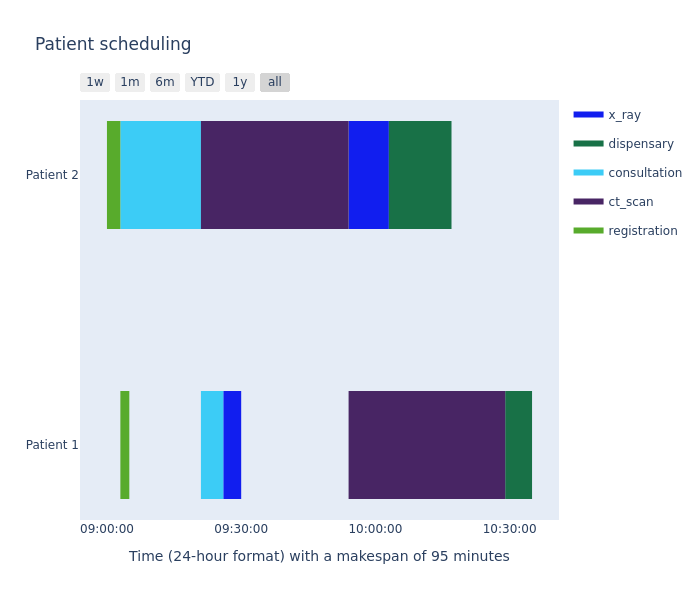 Patient scheduling
1w 1m 6m YTD 1y all
x_ray
dispensary
consultation
ct_scan
registration
Patient 2
Patient 1
09:00:00 09:30:00 10:00:00 10:30:00
Time (24-hour format) with a makespan of 95 minutes